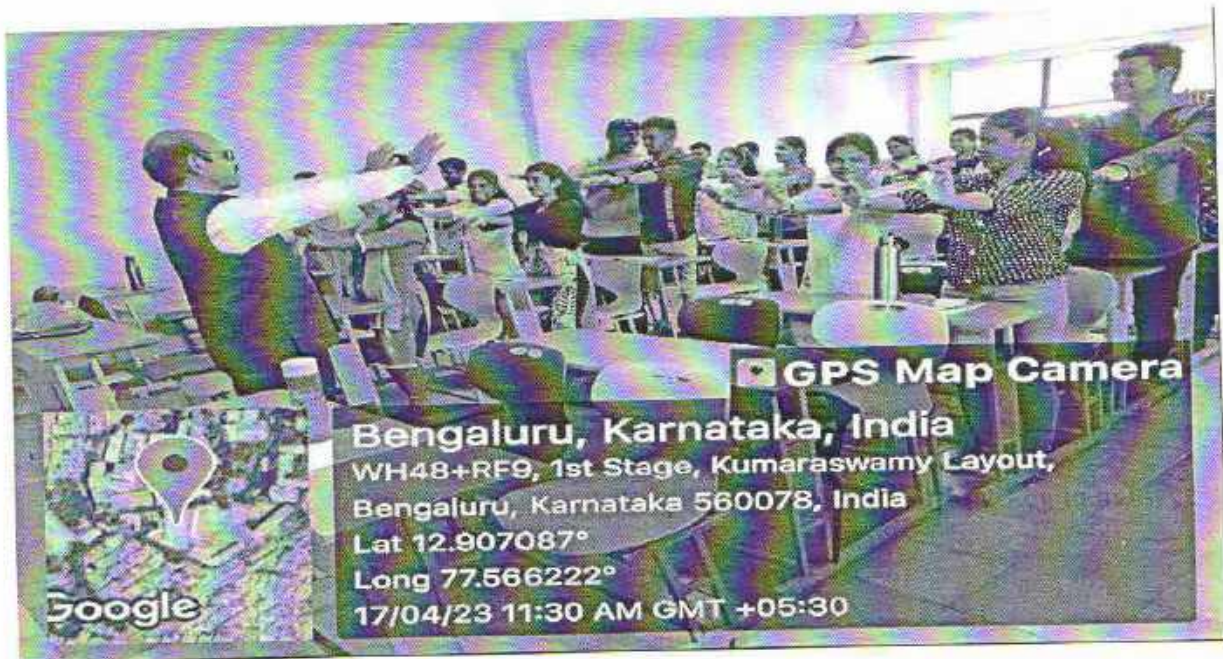 GPS Map Camera
Bengaluru, Karnataka, India
WH48+RF9, 1st Stage, Kumaraswamy Layout,
Bengaluru, Karnataka 560078, India
Lat 12.907087°
Long 77.566222°
17/04/23 11:30 AM GMT +05:30
Google